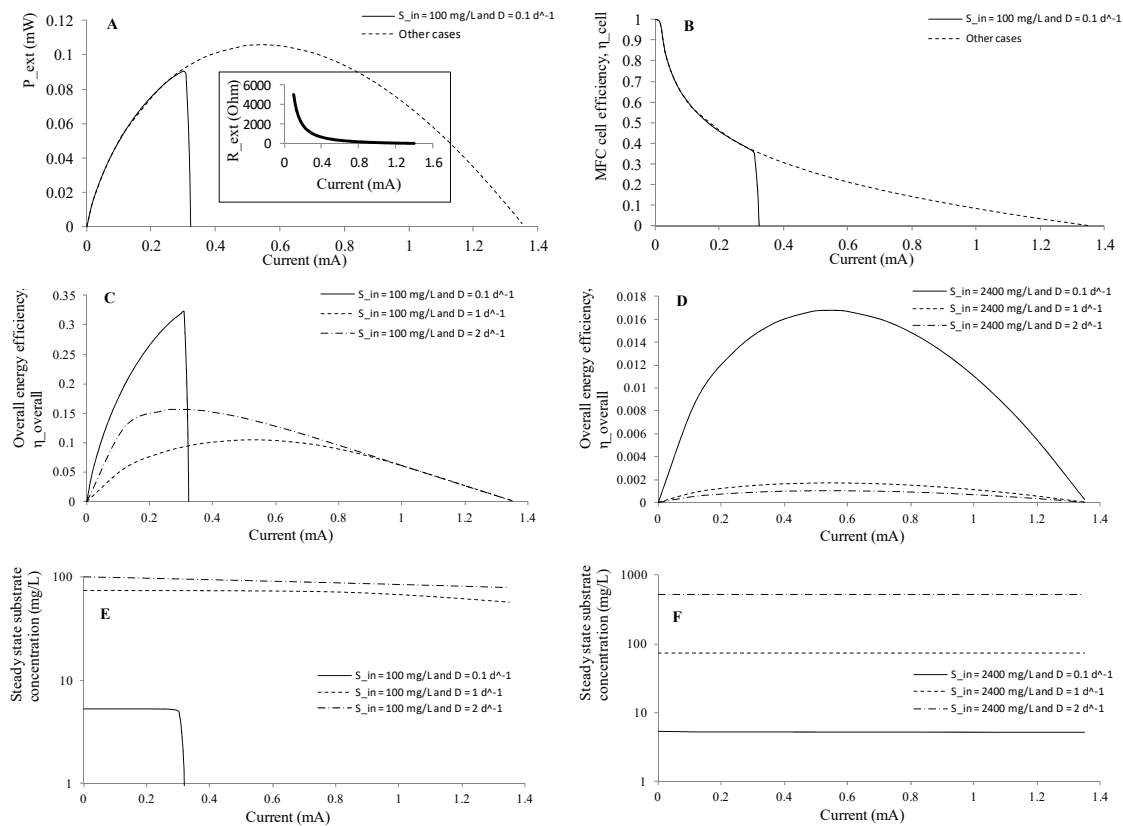 A
S_in = 100 mg/L and D = 0.1 d^-1
Other cases
P_ext (mW)
0.12
0.1
0.08
0.06
0.04
0.02
0
0
0.2
0.4
0.6
0.8
1
1.2
1.4
Current (mA)
R_ext (Ohm)
6000
4000
2000
0
0
0.4
0.8
1.2
1.6
Current (mA)
B
S_in = 100 mg/L and D = 0.1 d^-1
Other cases
MFC cell efficiency, η_cell
1
0.9
0.8
0.7
0.6
0.5
0.4
0.3
0.2
0.1
0
0
0.2
0.4
0.6
0.8
1
1.2
1.4
Current (mA)
C
S_in = 100 mg/L and D = 0.1 d^-1
S_in = 100 mg/L and D = 1 d^-1
S_in = 100 mg/L and D = 2 d^-1
Overall energy efficiency,
η_overall
0.35
0.3
0.25
0.2
0.15
0.1
0.05
0
0
0.2
0.4
0.6
0.8
1
1.2
1.4
Current (mA)
D
S_in = 2400 mg/L and D = 0.1 d^-1
S_in = 2400 mg/L and D = 1 d^-1
S_in = 2400 mg/L and D = 2 d^-1
Overall energy efficiency,
η_overall
0.018
0.016
0.014
0.012
0.01
0.008
0.006
0.004
0.002
0
0
0.2
0.4
0.6
0.8
1
1.2
1.4
Current (mA)
E
S_in = 100 mg/L and D = 0.1 d^-1
S_in = 100 mg/L and D = 1 d^-1
S_in = 100 mg/L and D = 2 d^-1
Steady state substrate
concentration (mg/L)
100
10
1
0
0.2
0.4
0.6
0.8
1
1.2
1.4
Current (mA)
F
S_in = 2400 mg/L and D = 0.1 d^-1
S_in = 2400 mg/L and D = 1 d^-1
S_in = 2400 mg/L and D = 2 d^-1
Steady state substrate
concentration (mg/L)
1000
100
10
1
0
0.2
0.4
0.6
0.8
1
1.2
1.4
Current (mA)